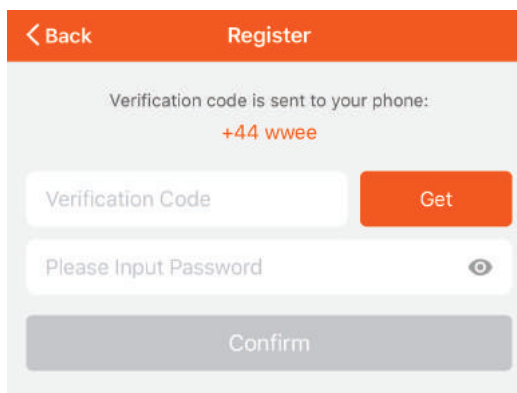 Back
Register
Verification code is sent to your phone:
+44 wwee
Verification Code
Get
Please Input Password
Confirm